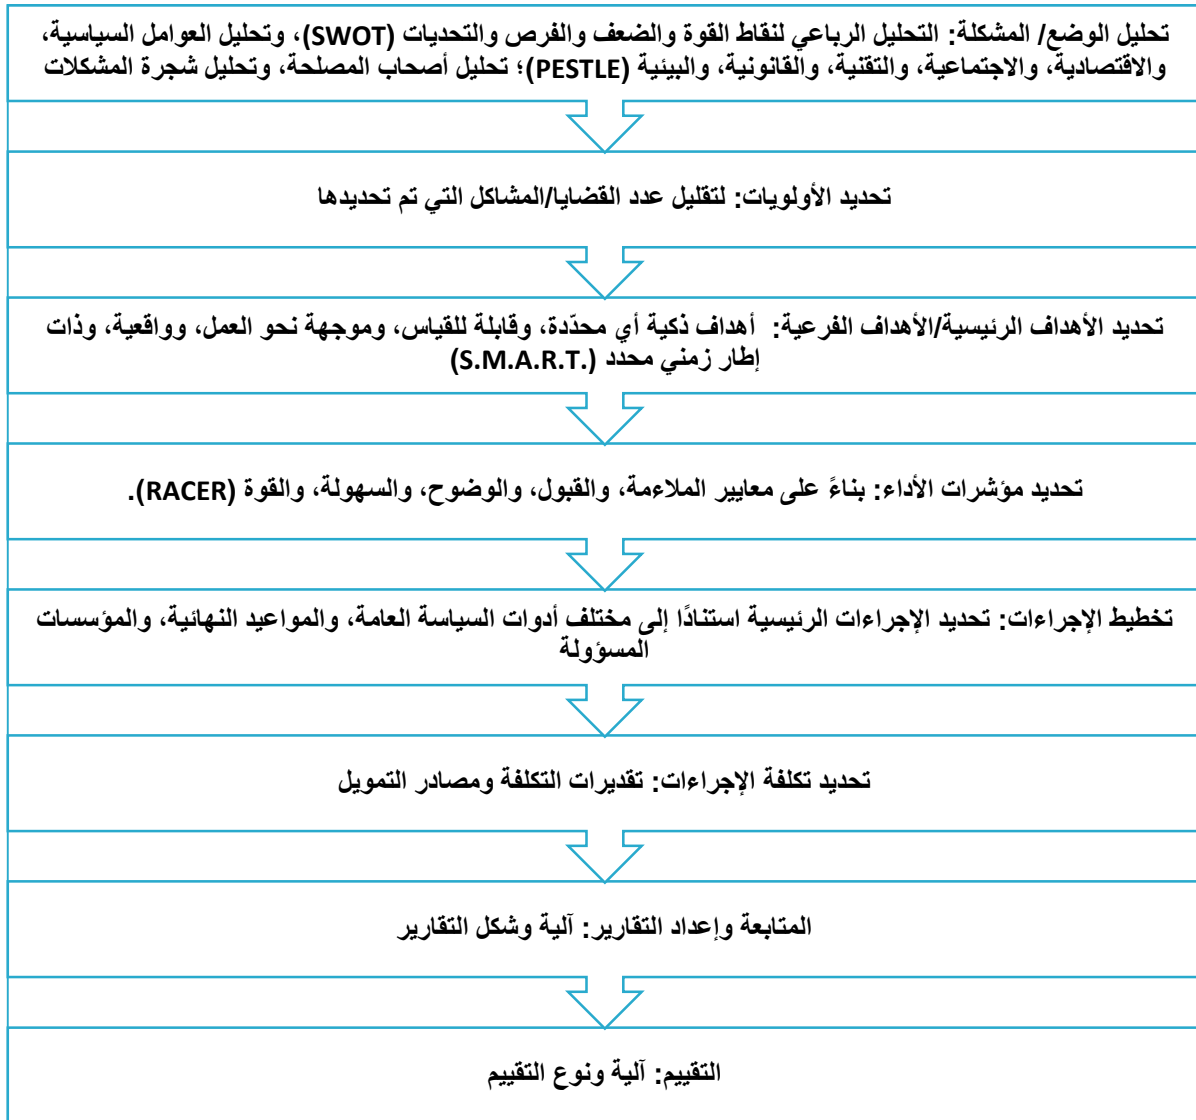 تحليل الوضع/ المشكلة: التحليل الرباعي لنقاط القوة والضعف والفرص والتحديات (SWOT)، وتحليل العوامل السياسية،
والاقتصادية، والاجتماعية، والتقنية، والقانونية، والبيئية (PESTLE)؛ تحليل أصحاب المصلحة، وتحليل شجرة المشكلات
تحديد الأولويات: لتقليل عدد القضايا/المشاكل التي تم تحديدها
تحديد الأهداف الرئيسية/الأهداف الفرعية: أهداف ذكية أي محدّدة، وقابلة للقياس، وموجهة نحو العمل، وواقعية، وذات
إطار زمني محدد (S.M.A.R.T.)
تحديد مؤشرات الأداء: بناءً على معايير الملاءمة، والقبول، والوضوح، والسهولة، والقوة (RACER).
تخطيط الإجراءات: تحديد الإجراءات الرئيسية استنادًا إلى مختلف أدوات السياسة العامة، والمواعيد النهائية، والمؤسسات
المسؤولة
تحديد تكلفة الإجراءات: تقديرات التكلفة ومصادر التمويل
المتابعة وإعداد التقارير: آلية وشكل التقارير
التقييم: آلية ونوع التقييم